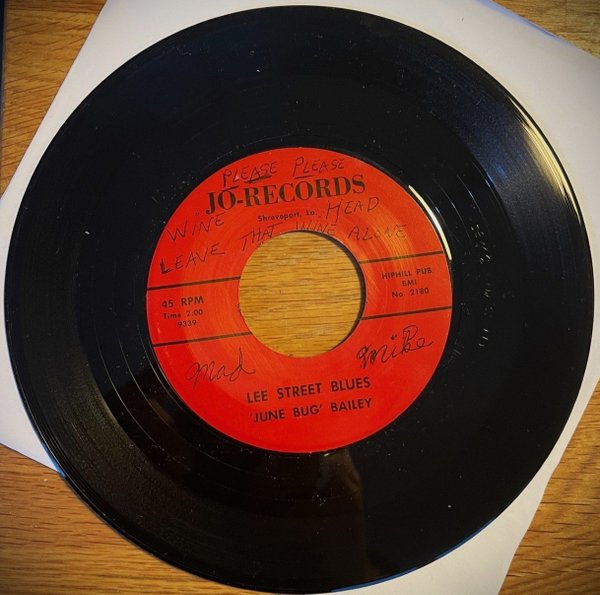 PLEASE PLEASE
JO-RECORDS
Shreveport, La.
WINE HEAD
LEAVE THAT WINE ALONE
45 RPM
Time 2:00
9339
HIPHILL PUB.
BMI
No. 2180
Mad Mike
LEE STREET BLUES
'JUNE BUG' BAILEY